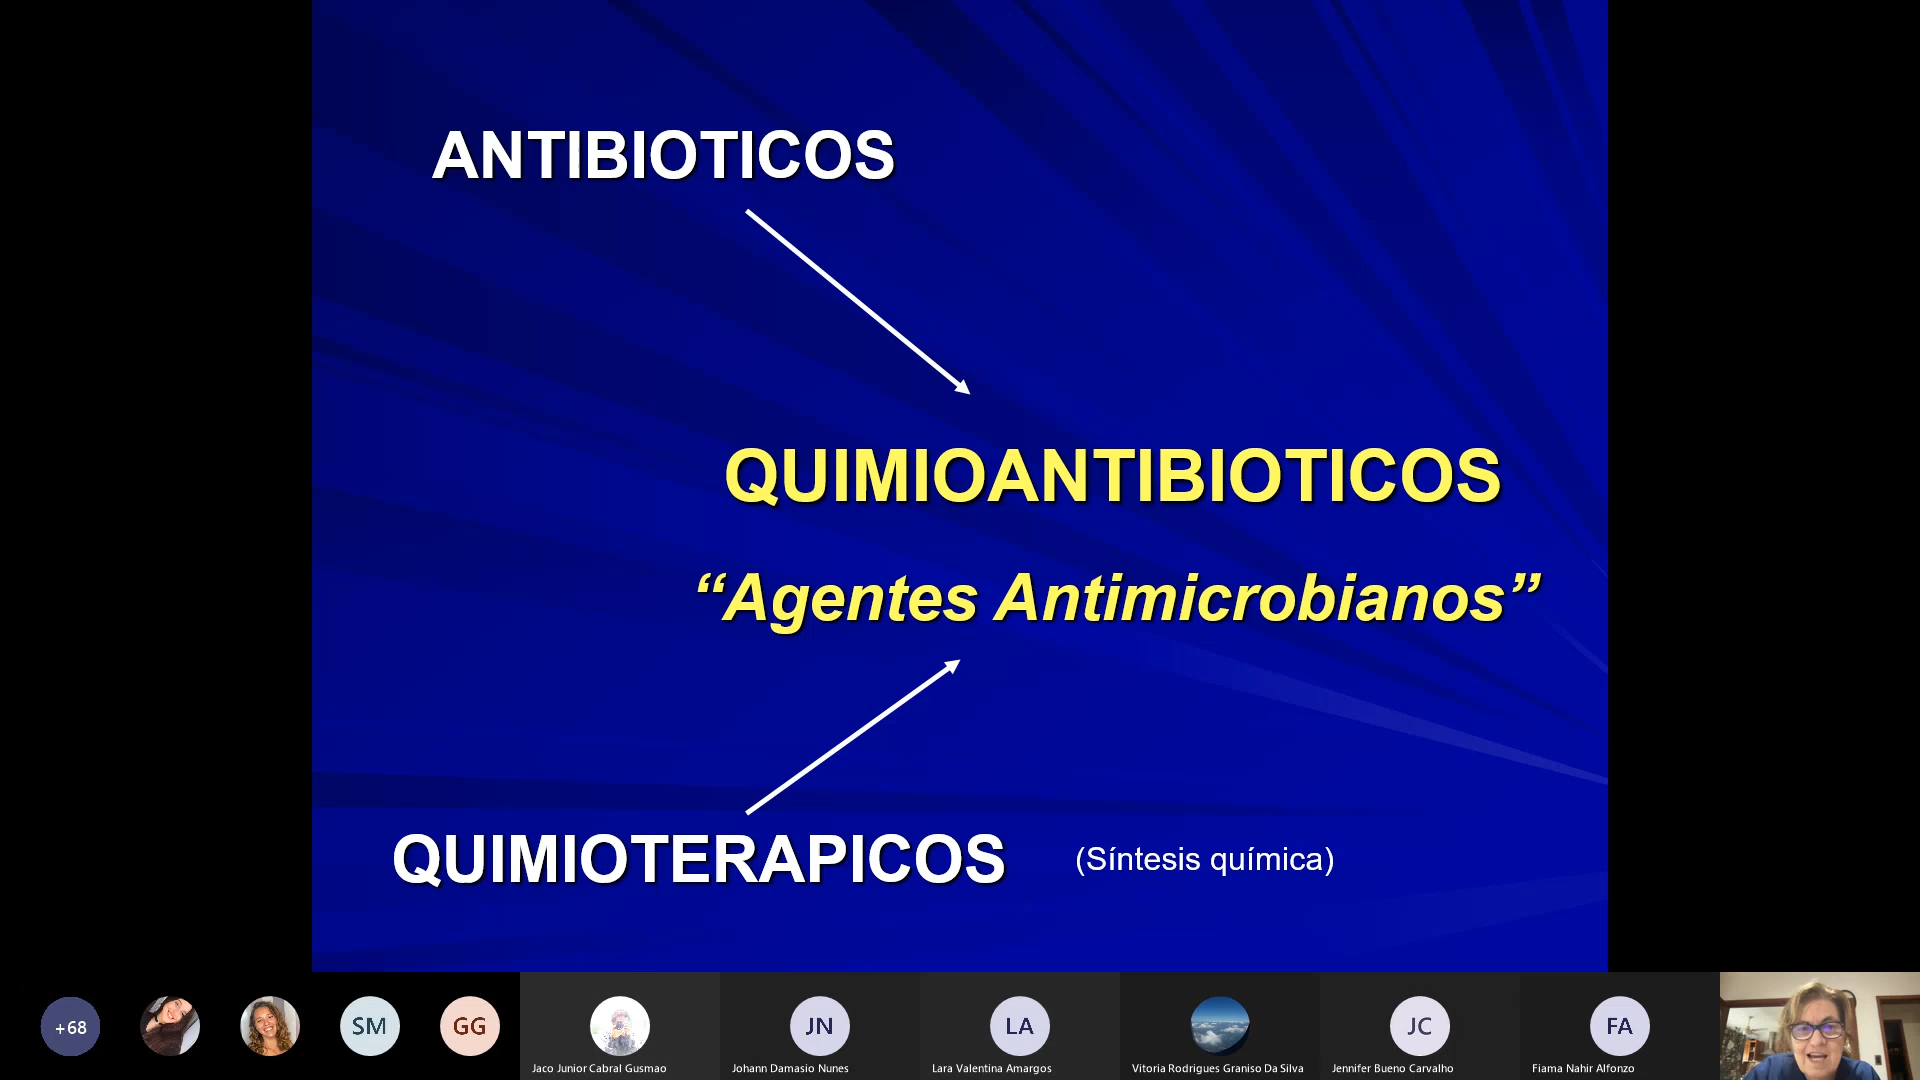 ANTIBIOTICOS
QUIMIOANTIBIOTICOS
“Agentes Antimicrobianos”
QUIMIOTERAPICOS (Síntesis química)
+68
SM
GG
JN
LA
JC
FA
Jaco Junior Cabral Gusmao
Johann Damasio Nunes
Lara Valentina Amargos
Vitoria Rodrigues Graniso Da Silva
Jennifer Bueno Carvalho
Fiama Nahir Alfonzo